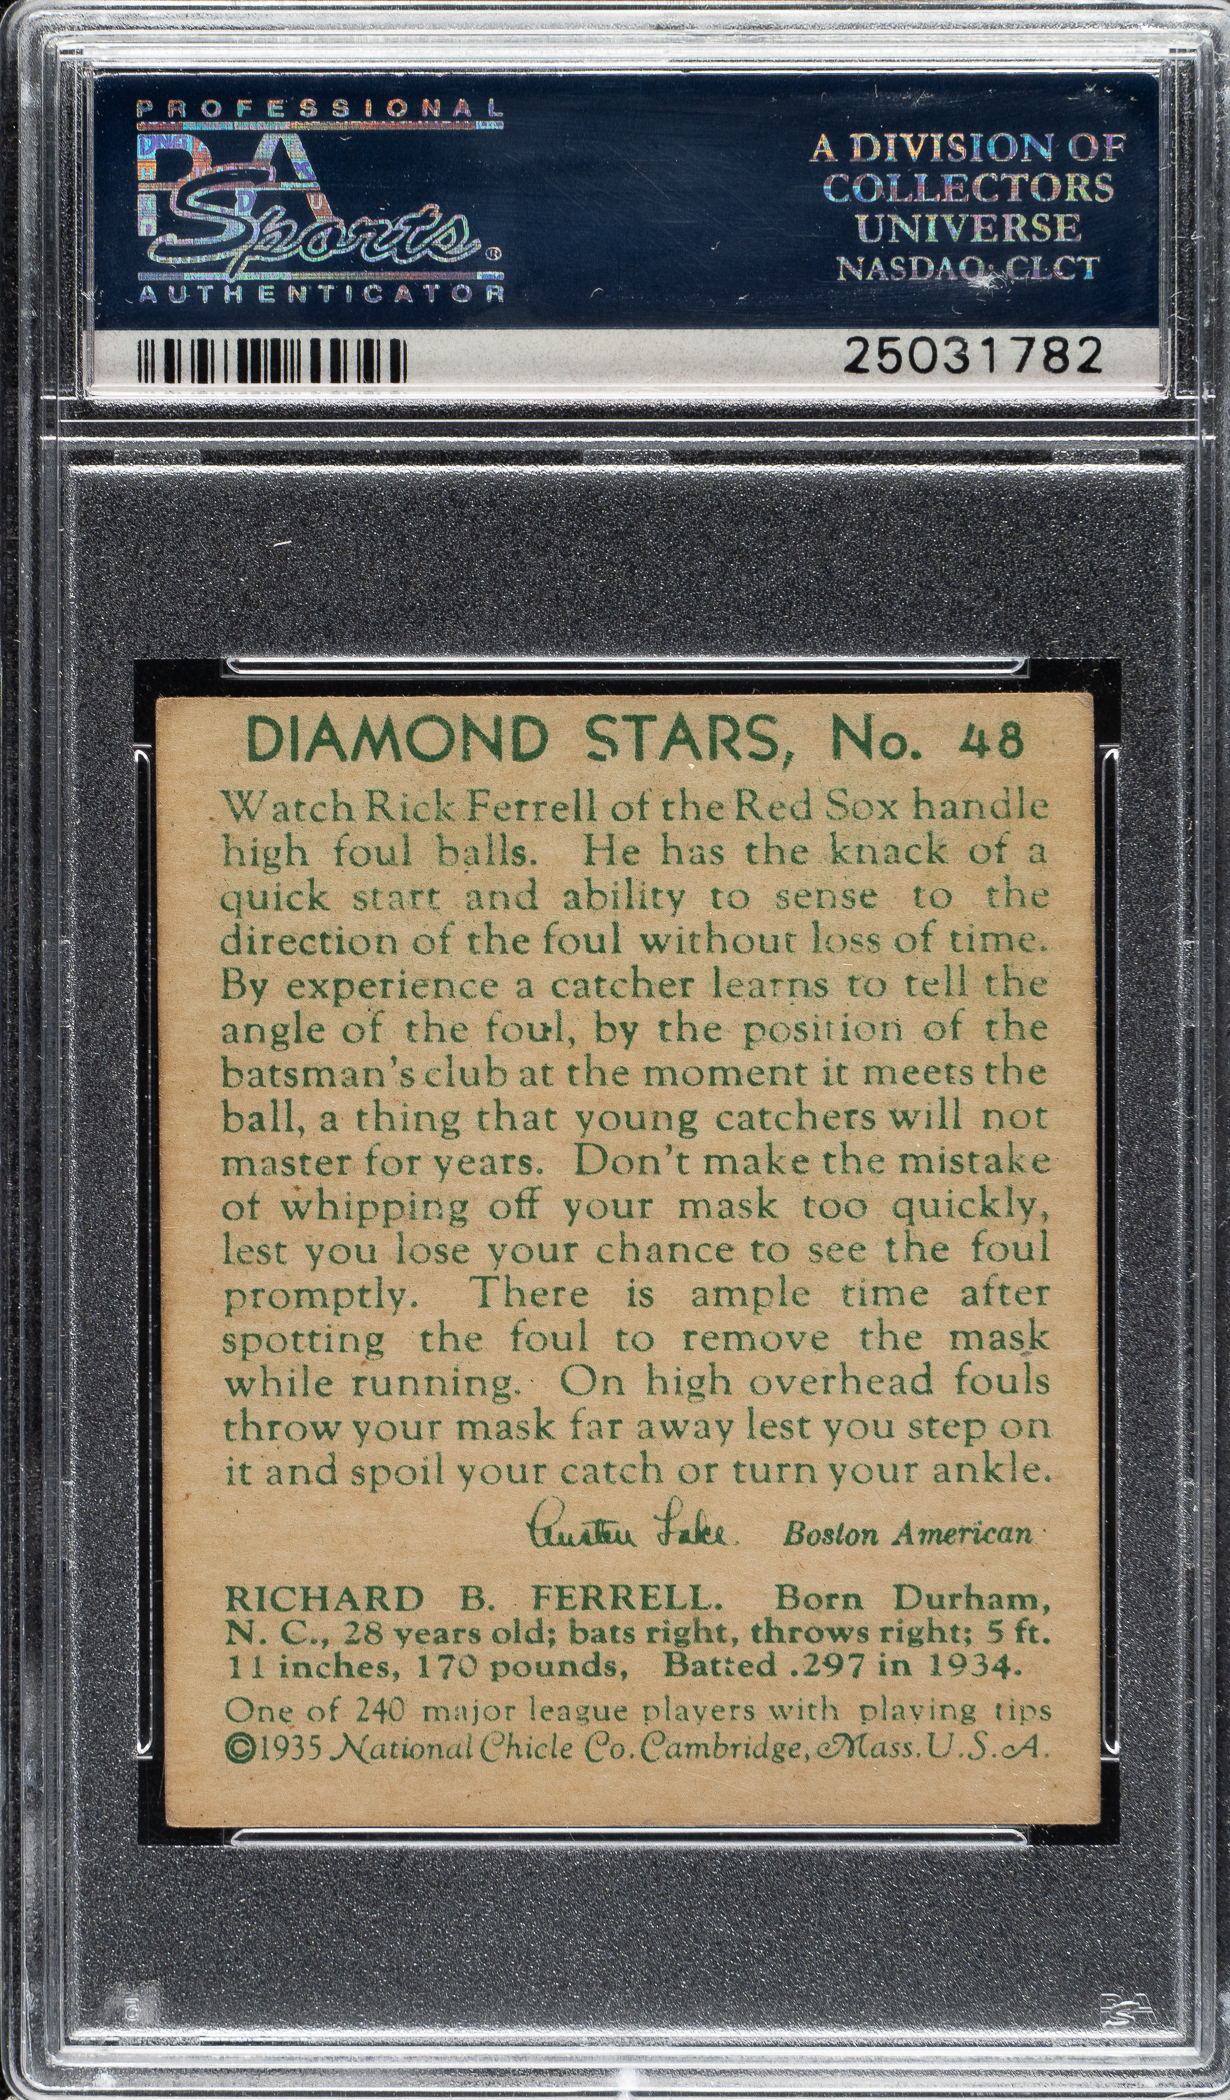 PROFESSIONAL
PSA
Sports®
AUTHENTICATOR
A DIVISION OF
COLLECTORS
UNIVERSE
NASDAQ: CLCT
25031782
DIAMOND STARS, No. 48
Watch Rick Ferrell of the Red Sox handle
high foul balls. He has the knack of a
quick start and ability to sense to the
direction of the foul without loss of time.
By experience a catcher learns to tell the
angle of the foul, by the position of the
batsman's club at the moment it meets the
ball, a thing that young catchers will not
master for years. Don't make the mistake
of whipping off your mask too quickly,
lest you lose your chance to see the foul
promptly. There is ample time after
spotting the foul to remove the mask
while running. On high overhead fouls
throw your mask far away lest you step on
it and spoil your catch or turn your ankle.
Austen Lake. Boston American
RICHARD B. FERRELL. Born Durham,
N. C., 28 years old; bats right, throws right; 5 ft.
11 inches, 170 pounds, Batted .297 in 1934.
One of 240 major league players with playing tips
©1935 National Chicle Co. Cambridge, Mass. U.S.A.
PSA